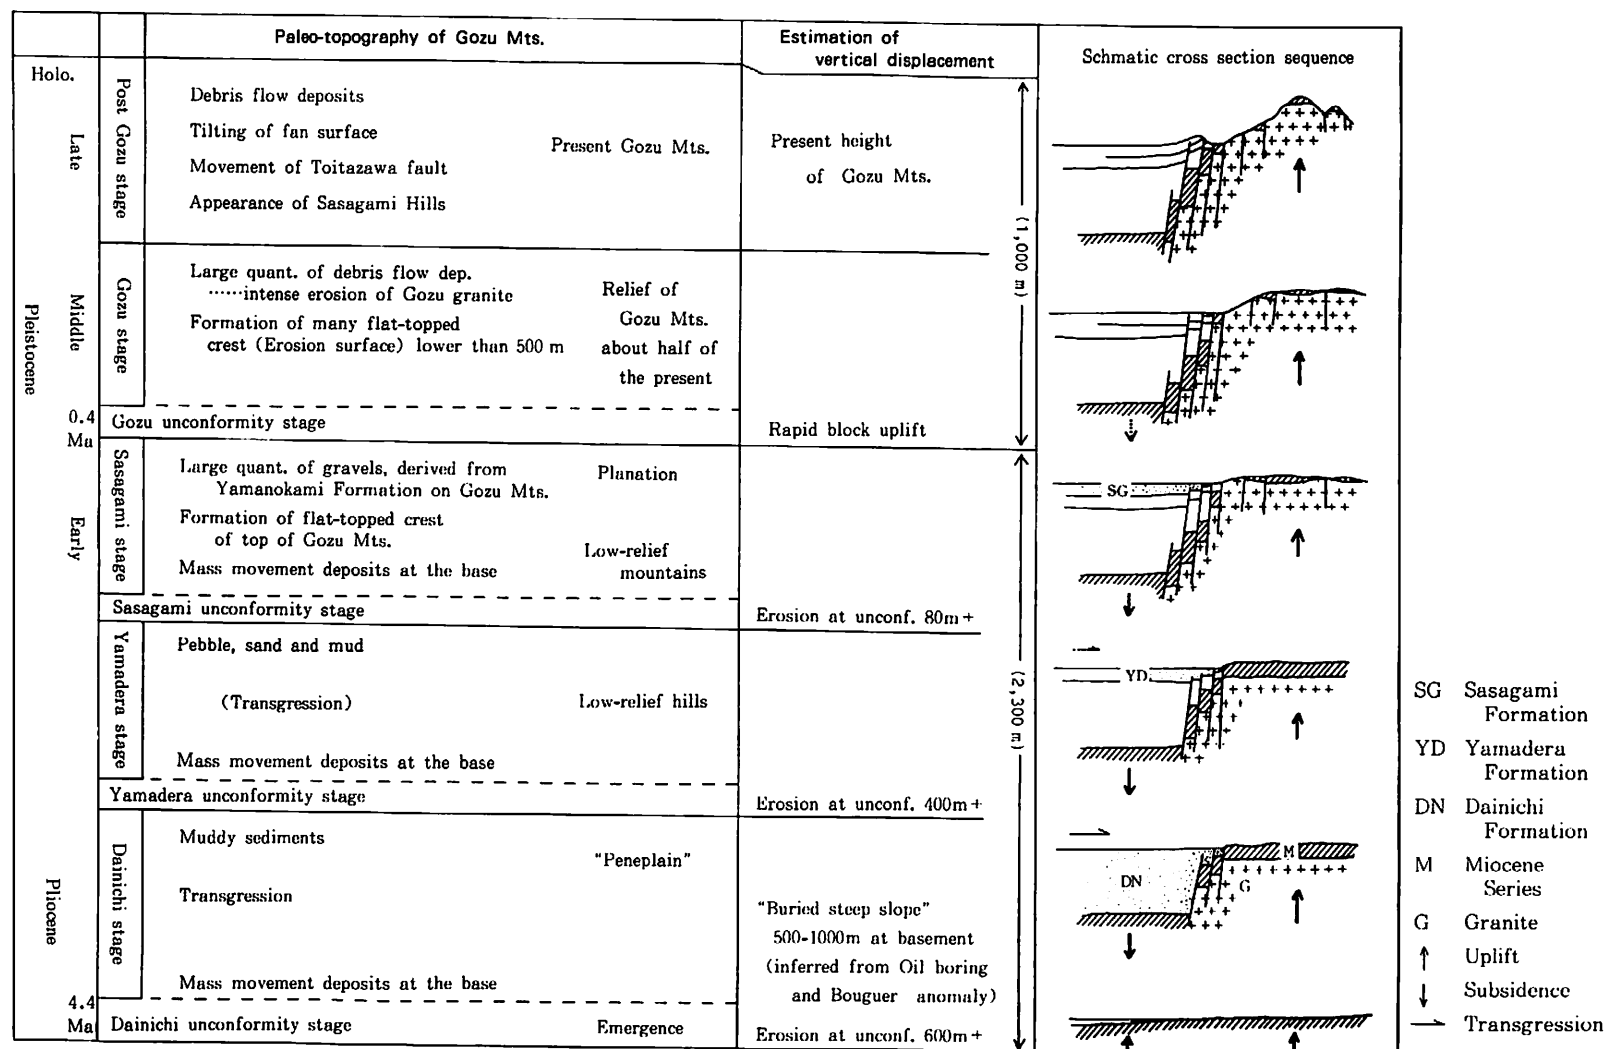 Paleo-topography of Gozu Mts.
Estimation of
vertical displacement
Schmatic cross section sequence
Holo.
Pleistocene
Late
Middle
Early
Pliocene
0.4
Ma
4.4
Ma
Post Gozu stage
Debris flow deposits
Tilting of fan surface
Movement of Toitazawa fault
Appearance of Sasagami Hills
Present Gozu Mts.
Present height
of Gozu Mts.
(1,000 m)
Gozu stage
Large quant. of debris flow dep.
······intense erosion of Gozu granite
Formation of many flat-topped
crest (Erosion surface) lower than 500 m
Relief of
Gozu Mts.
about half of
the present
Gozu unconformity stage
Rapid block uplift
Sasagami stage
Large quant. of gravels, derived from
Yamanokami Formation on Gozu Mts.
Formation of flat-topped crest
of top of Gozu Mts.
Mass movement deposits at the base
Planation
Low-relief
mountains
SG
Sasagami unconformity stage
Erosion at unconf. 80m+
(2,300 m)
Yamadera stage
Pebble, sand and mud
(Transgression)
Mass movement deposits at the base
Low-relief hills
YD
Yamadera unconformity stage
Erosion at unconf. 400m+
Dainichi stage
Muddy sediments
Transgression
Mass movement deposits at the base
"Peneplain"
"Buried steep slope"
500-1000m at basement
(inferred from Oil boring
and Bouguer anomaly)
DN
M
G
Dainichi unconformity stage
Emergence
Erosion at unconf. 600m+
SG Sasagami
Formation
YD Yamadera
Formation
DN Dainichi
Formation
M Miocene
Series
G Granite
↑ Uplift
↓ Subsidence
Transgression